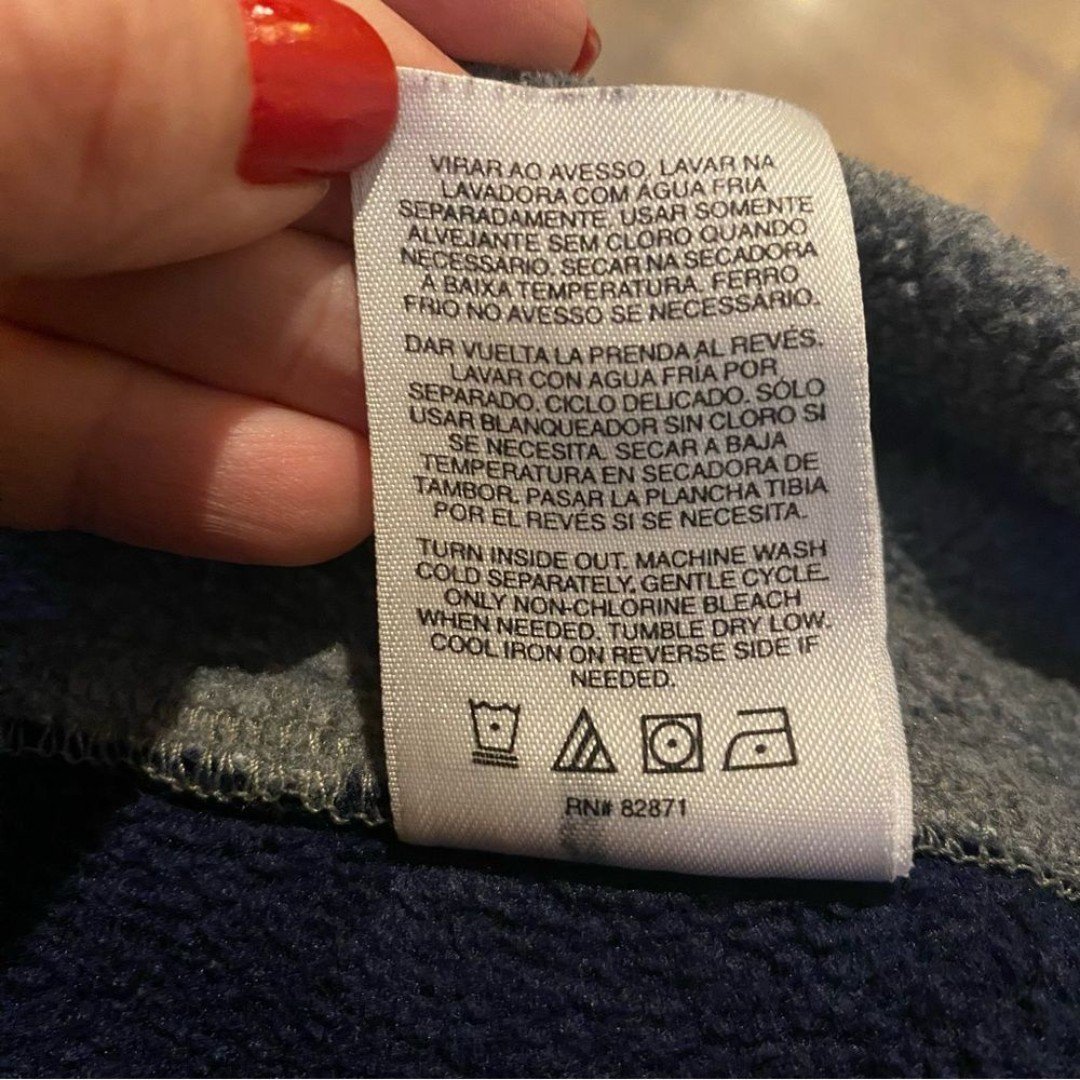 VIRAR AO AVESSO, LAVAR NA
LAVADORA COM ÁGUA FRIA
SEPARADAMENTE. USAR SOMENTE
ALVEJANTE SEM CLORO QUANDO
NECESSARIO. SECAR NA SECADORA
A BAIXA TEMPERATURA. FERRO
FRIO NO AVESSO SE NECESSARIO.
DAR VUELTA LA PRENDA AL REVÉS.
LAVAR CON AGUA FRÍA POR
SEPARADO. CICLO DELICADO. SÓLO
USAR BLANQUEADOR SIN CLORO SI
SE NECESITA. SECAR A BAJA
TEMPERATURA EN SECADORA DE
TAMBOR. PASAR LA PLANCHA TIBIA
POR EL REVÉS SI SE NECESITA.
TURN INSIDE OUT. MACHINE WASH
COLD SEPARATELY. GENTLE CYCLE.
ONLY NON-CHLORINE BLEACH
WHEN NEEDED. TUMBLE DRY LOW.
COOL IRON ON REVERSE SIDE IF
NEEDED.
RN# 82871